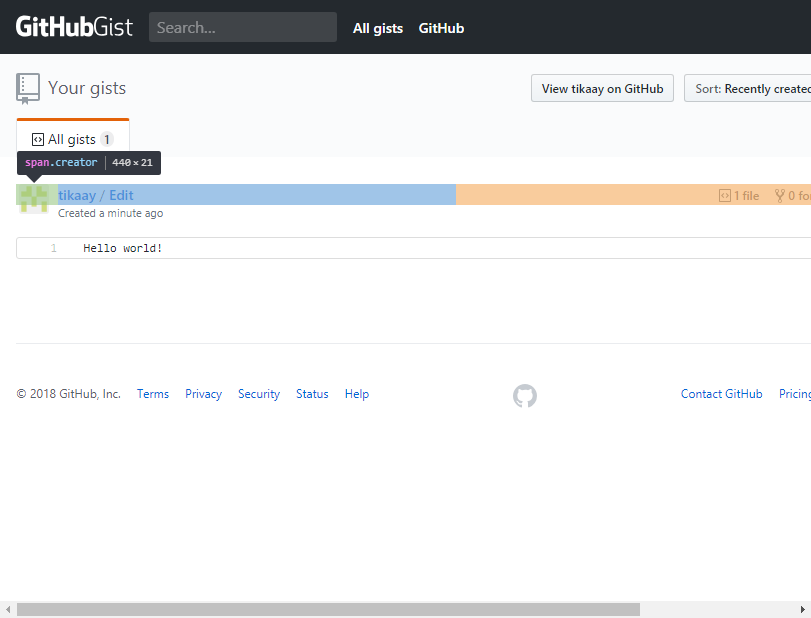 GitHubGist Search... All gists GitHub
Your gists View tikaay on GitHub Sort: Recently created
All gists 1
span.creator 440 × 21
tikaay / Edit 1 file 0 for
Created a minute ago
1 Hello world!
© 2018 GitHub, Inc. Terms Privacy Security Status Help Contact GitHub Pricing